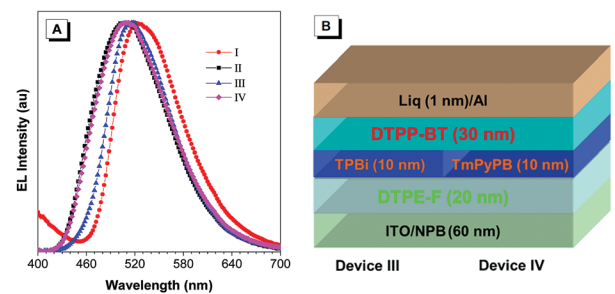 A
I
II
III
IV
EL Intensity (au)
400 460 520 580 640 700
Wavelength (nm)
B
Liq (1 nm)/Al
DTPP-BT (30 nm)
TPBi (10 nm) TmPyPB (10 nm)
DTPE-F (20 nm)
ITO/NPB (60 nm)
Device III Device IV